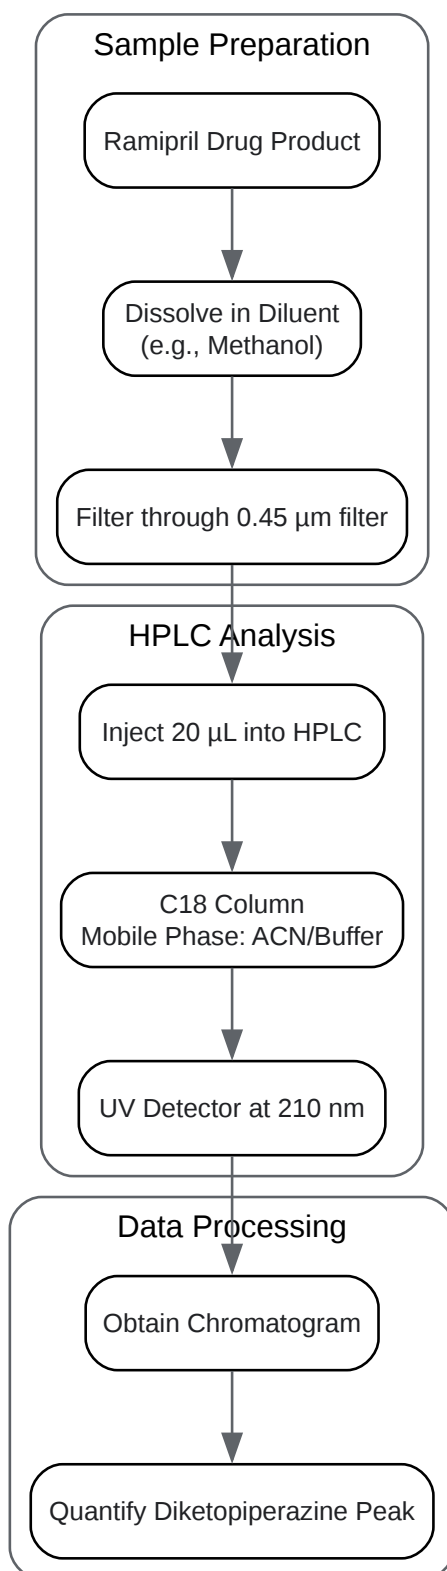 Sample Preparation
Ramipril Drug Product
Dissolve in Diluent
(e.g., Methanol)
Filter through 0.45 µm filter
HPLC Analysis
Inject 20 µL into HPLC
C18 Column
Mobile Phase: ACN/Buffer
UV Detector at 210 nm
Data Processing
Obtain Chromatogram
Quantify Diketopiperazine Peak